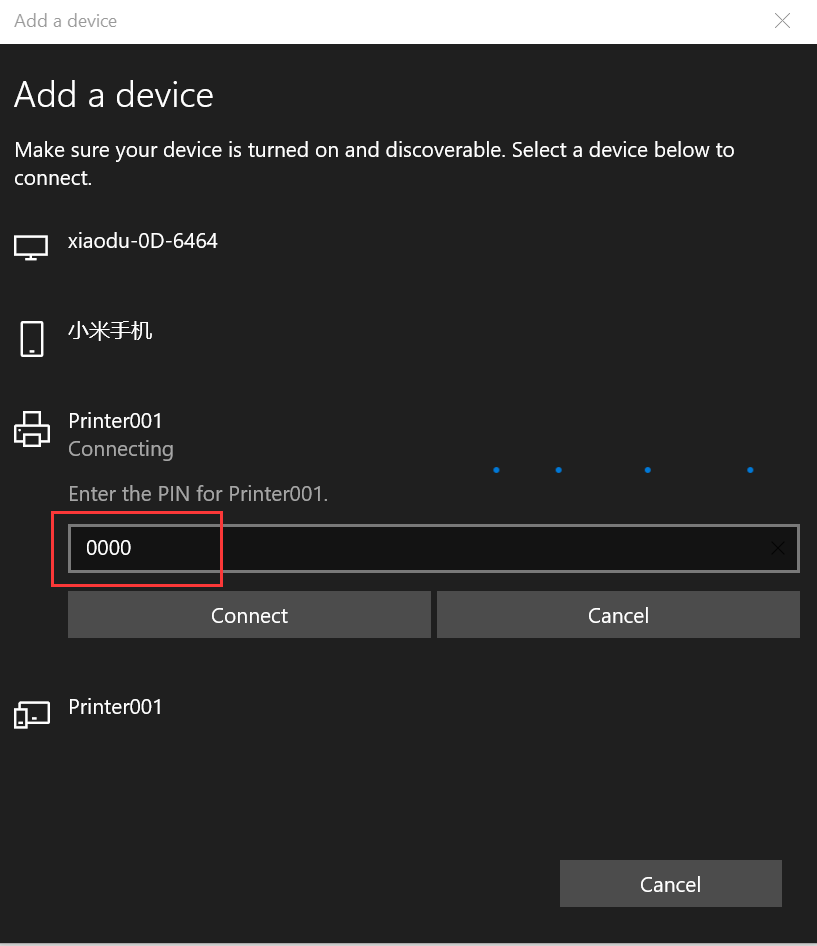 Add a device
Add a device
Make sure your device is turned on and discoverable. Select a device below to
connect.
xiaodu-0D-6464
小米手机
Printer001
Connecting
Enter the PIN for Printer001.
0000
Connect
Cancel
Printer001
Cancel